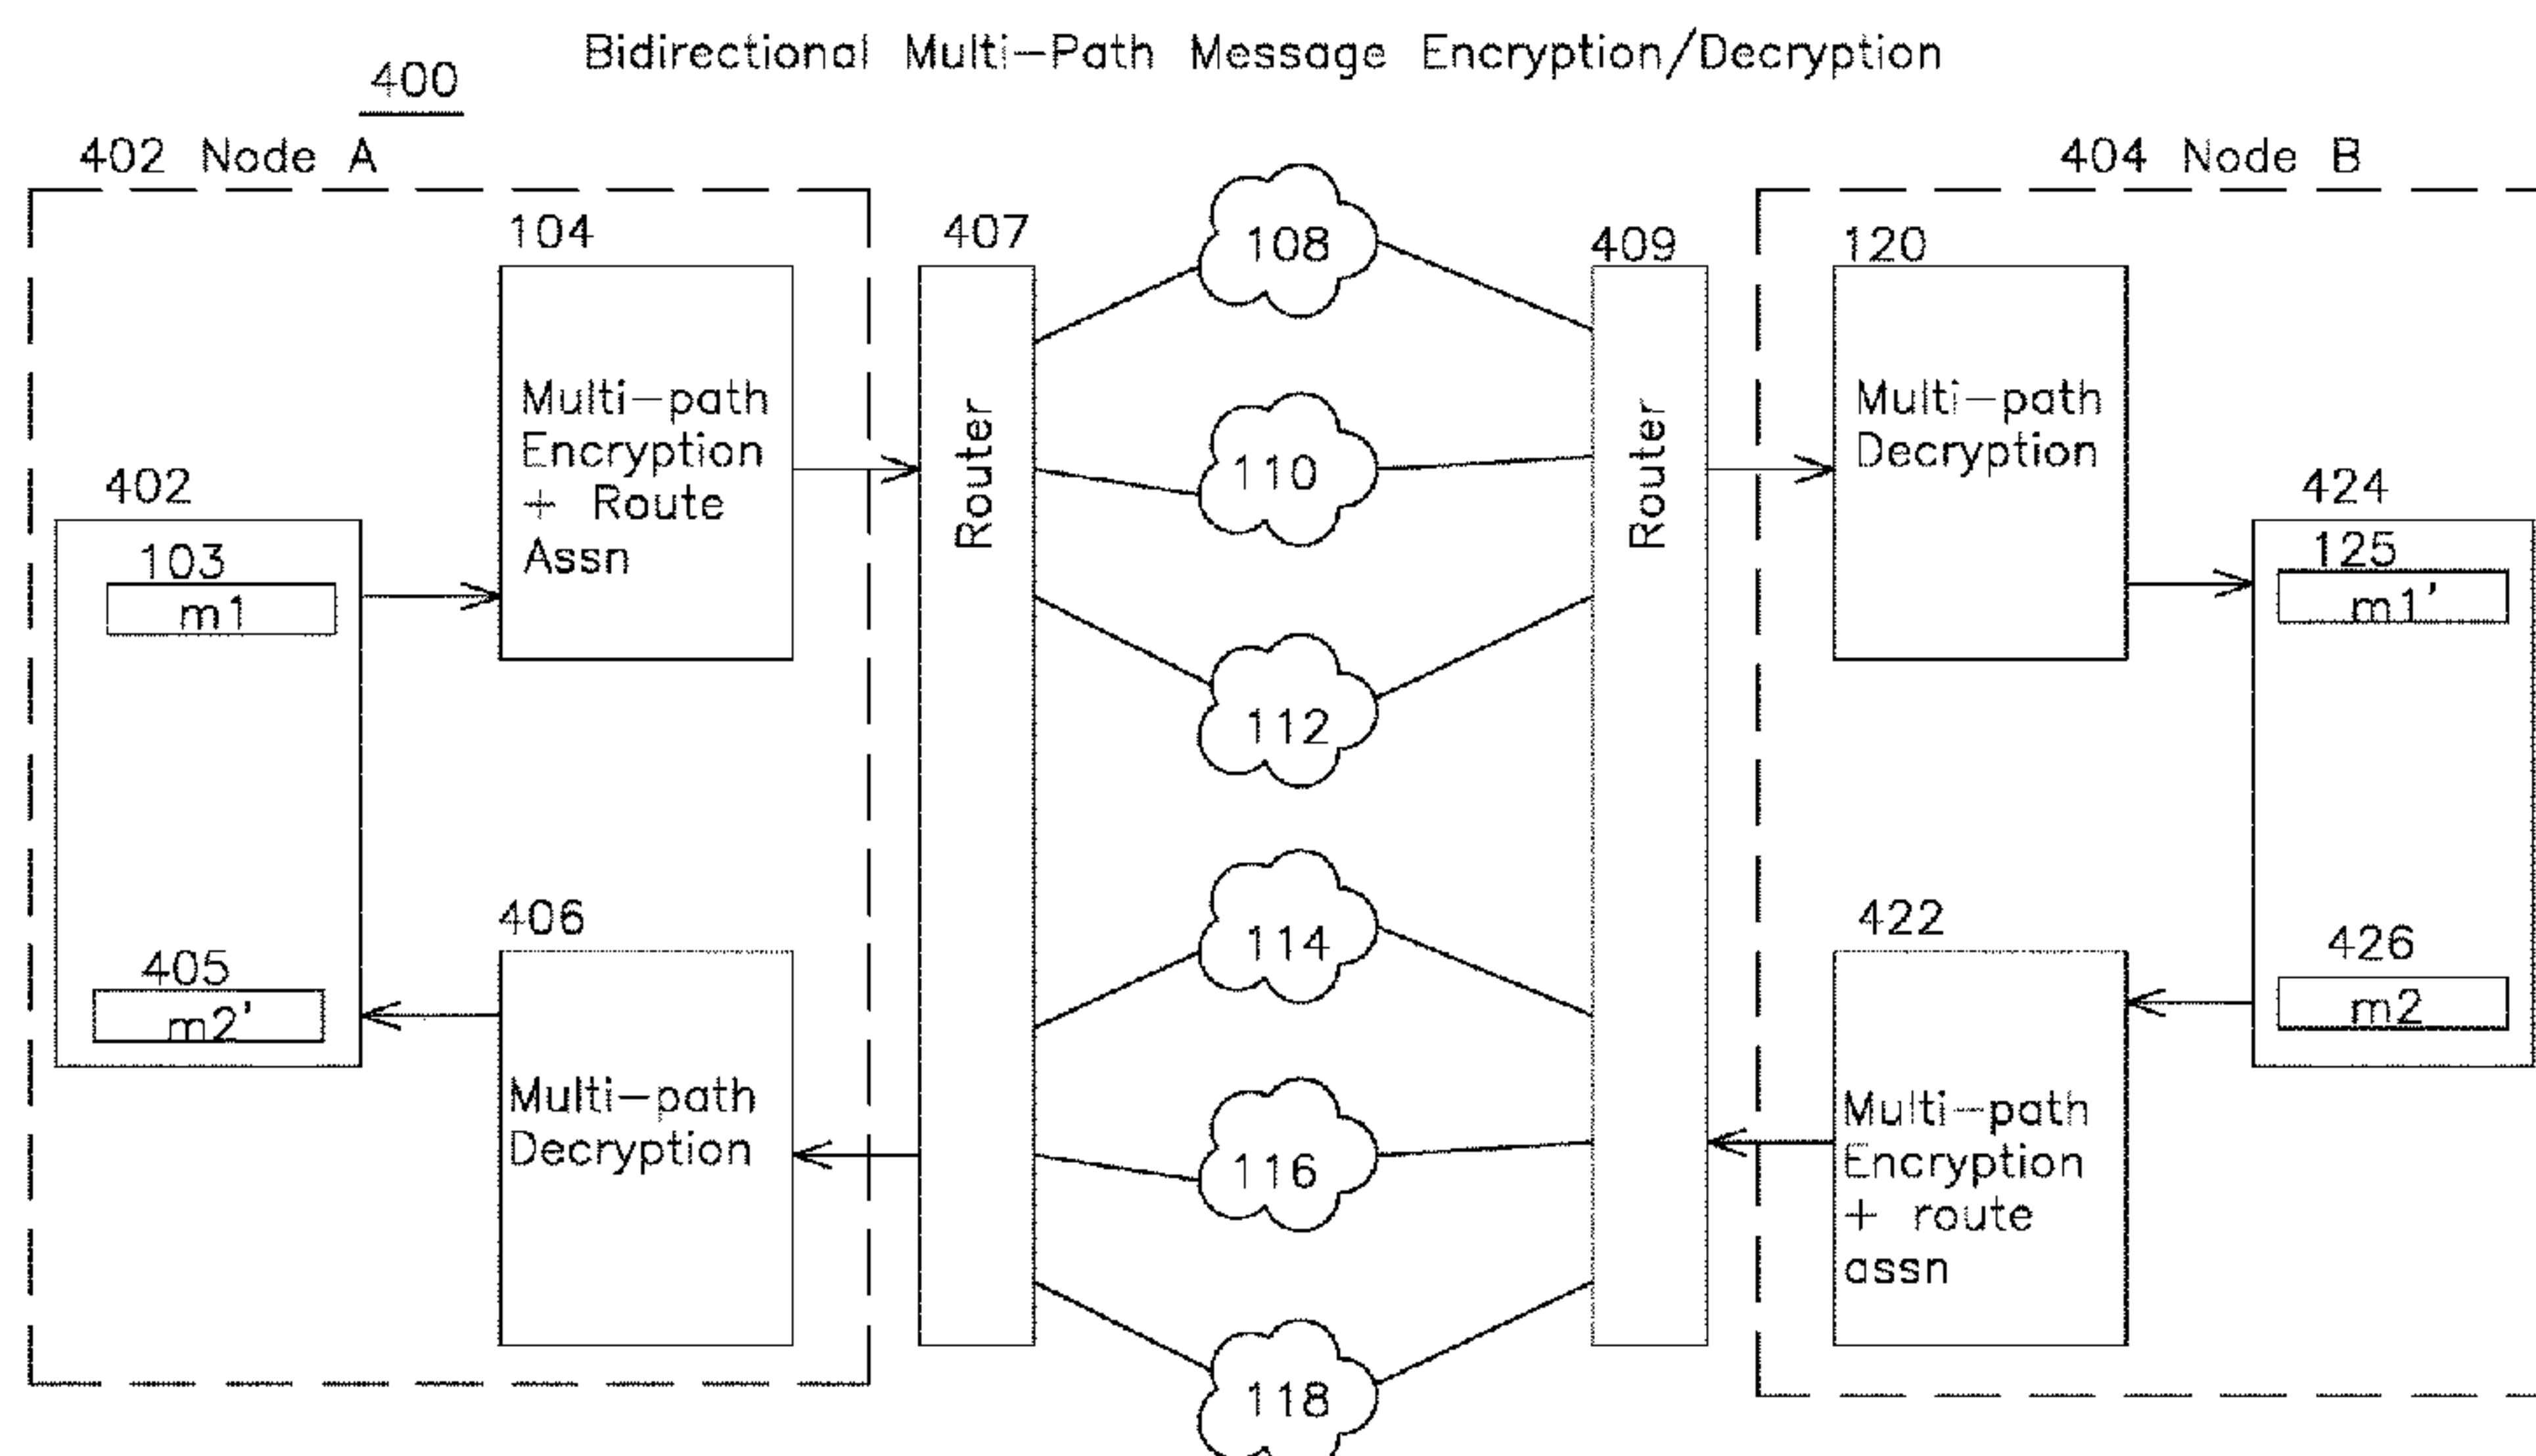 Bidirectional Multi-Path Message Encryption/Decryption
400
402 Node A
404 Node B
104
407
108
409
120
Multi-path
Encryption
+ Route
Assn
Router
110
Router
Multi-path
Decryption
402
424
103
m1
125
m1'
112
406
114
422
426
405
m2'
m2
Multi-path
Decryption
116
Multi-path
Encryption
+ route
assn
118